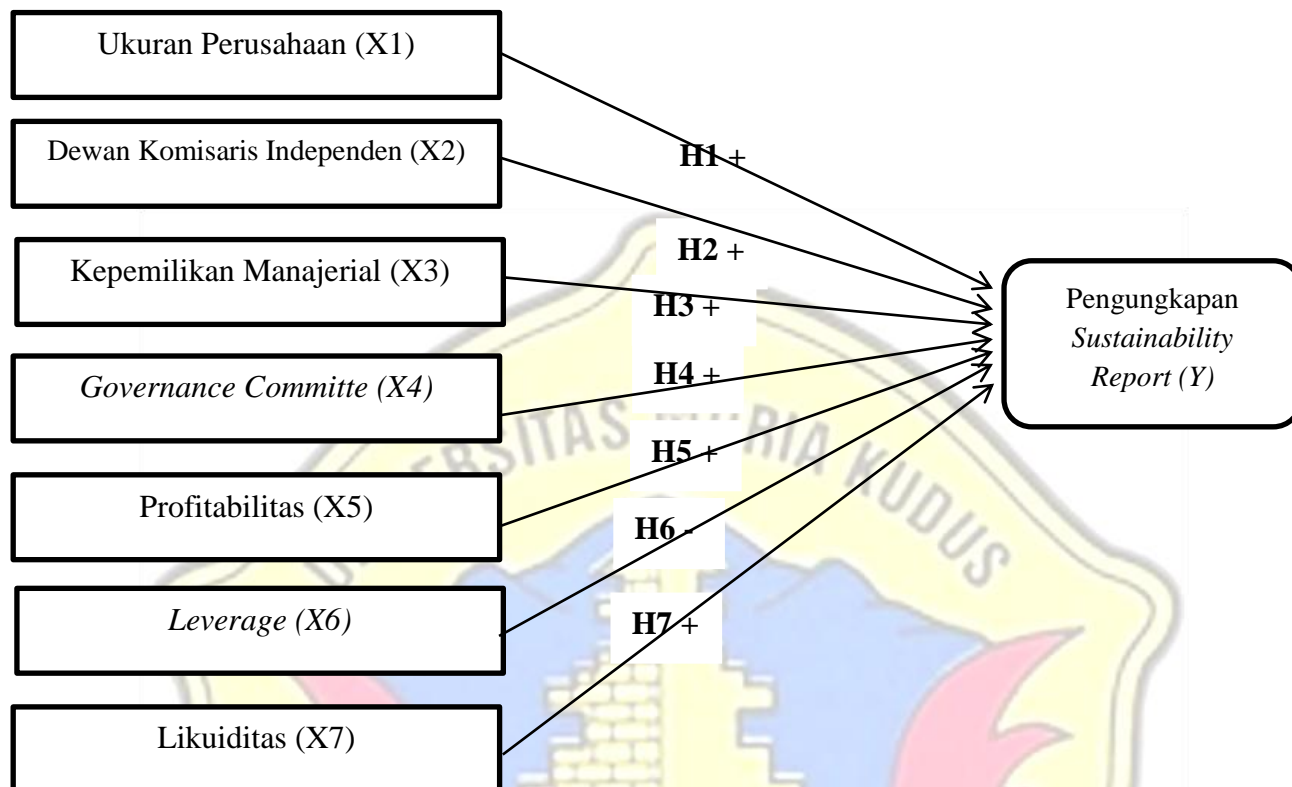 Ukuran Perusahaan (X1)
Dewan Komisaris Independen (X2)
H1 +
H2 +
Kepemilikan Manajerial (X3)
H3 +
Pengungkapan
Sustainability
Report (Y)
Governance Committe (X4)
H4 +
H5 +
Profitabilitas (X5)
H6 -
Leverage (X6)
H7 +
Likuiditas (X7)
KUDUS